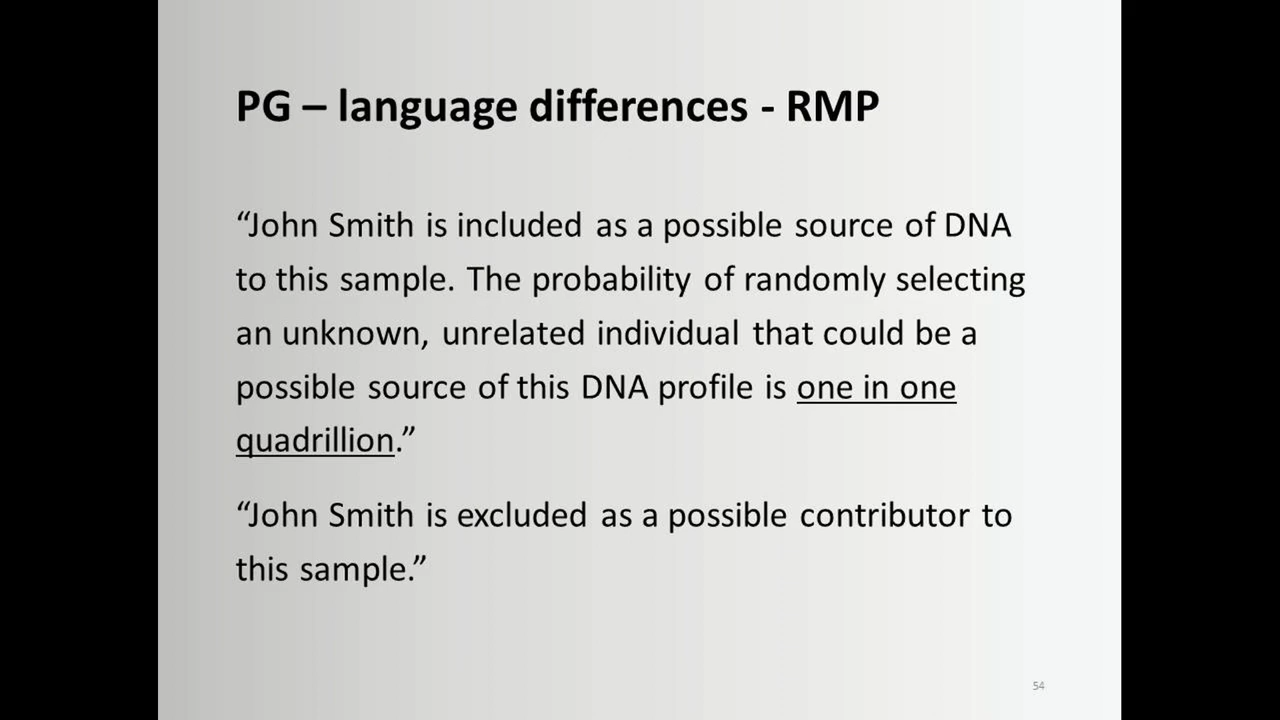 PG – language differences - RMP
“John Smith is included as a possible source of DNA
to this sample. The probability of randomly selecting
an unknown, unrelated individual that could be a
possible source of this DNA profile is one in one
quadrillion.”
“John Smith is excluded as a possible contributor to
this sample.”
54